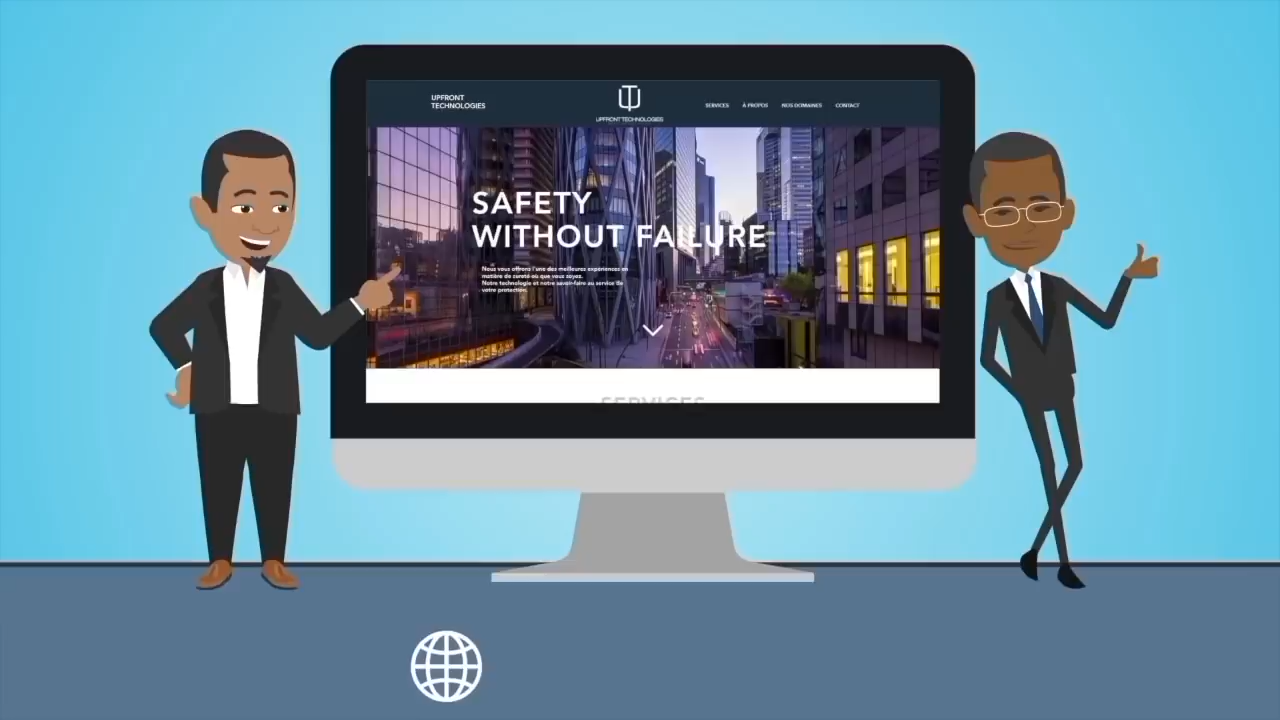 UPFRONT
TECHNOLOGIES
UPFRONT TECHNOLOGIES
SERVICES À PROPOS NOS DOMAINES CONTACT
SAFETY
WITHOUT FAILURE
Nous vous offrons l'une des meilleures expériences en
matière de sureté où que vous soyez.
Notre technologie et notre savoir-faire au service de
votre protection.
SERVICES